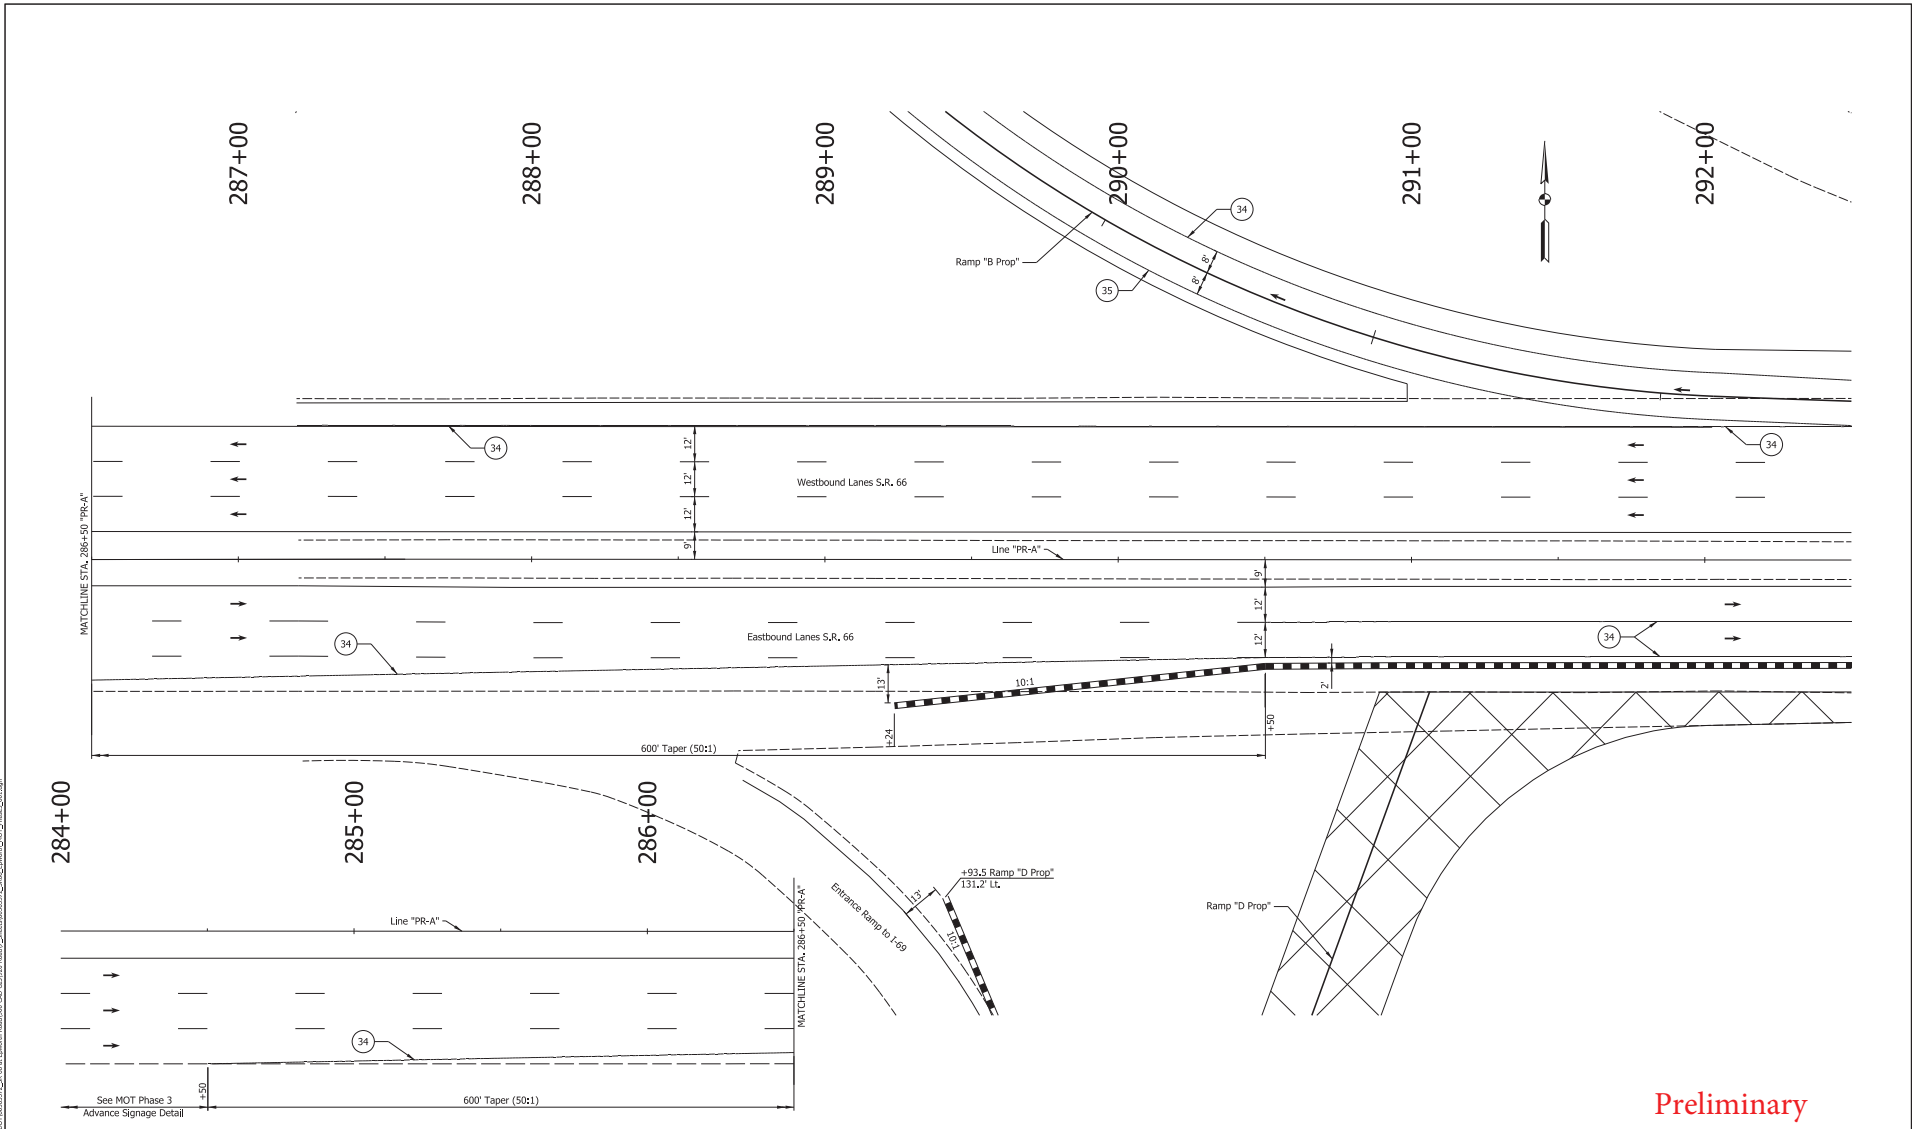 287+00
288+00
289+00
290+00
291+00
292+00
34
Ramp "B Prop"
35
8'
8'
34
34
12'
12'
12'
9'
Westbound Lanes S.R. 66
MATCHLINE STA. 286+50 "PR-A"
Line "PR-A"
9'
12'
12'
34
Eastbound Lanes S.R. 66
34
13'
10:1
2'
+24
+50
600' Taper (50:1)
284+00
285+00
286+00
+93.5 Ramp "D Prop"
131.2' Lt.
13'
10:1
Entrance Ramp to I-69
Ramp "D Prop"
Line "PR-A"
MATCHLINE STA. 286+50 "PR-A"
34
+50
See MOT Phase 3
Advance Signage Detail
600' Taper (50:1)
Preliminary